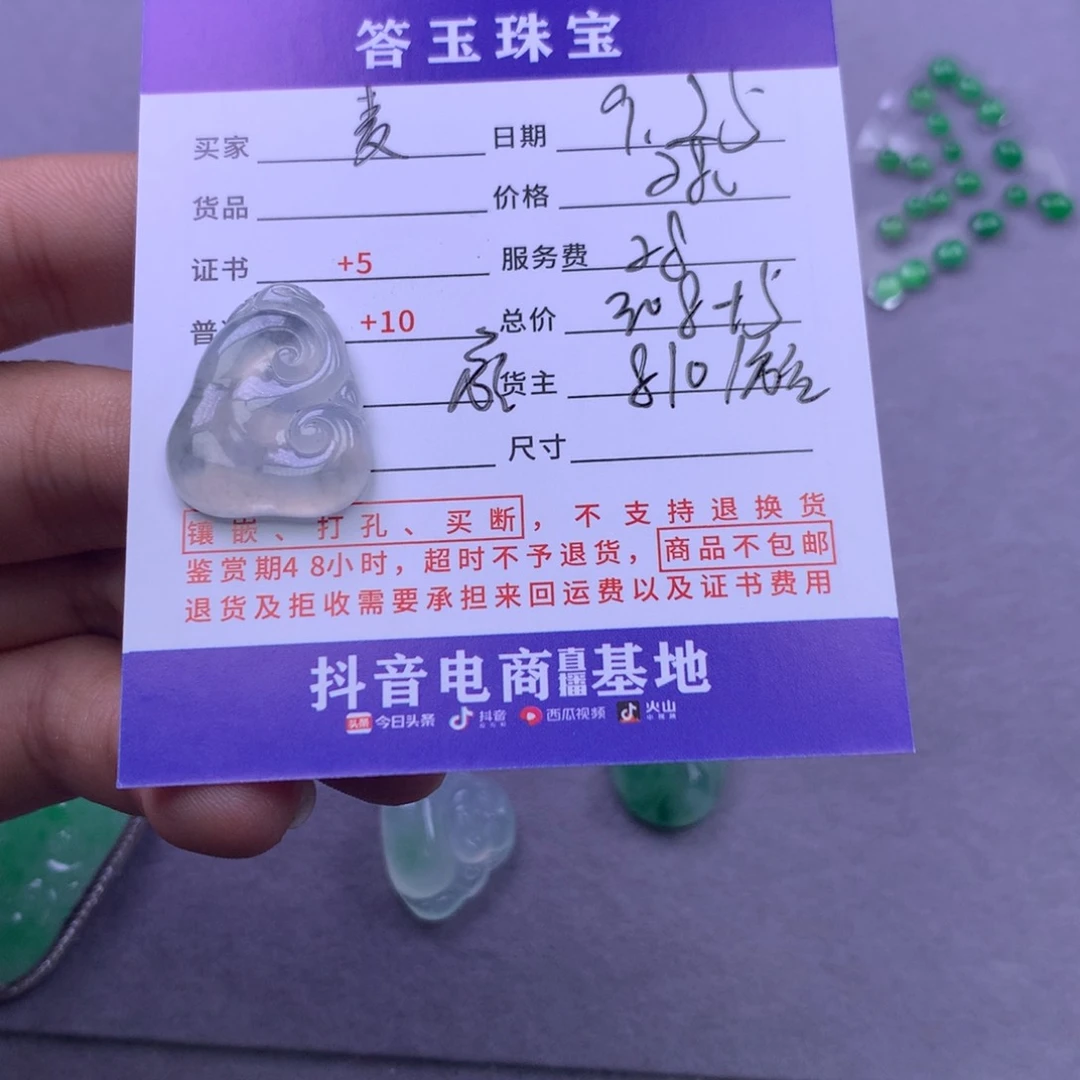 答玉珠宝
买家 麦 日期 9.25
货品 价格
证书 +5 服务费 28
普 +10 总价 308+5
货主 810
尺寸
镶嵌、打孔、买断，不支持退换货
鉴赏期48小时，超时不予退货，商品不包邮
退货及拒收需要承担来回运费以及证书费用
抖音电商直播基地
头条 今日头条 抖音 西瓜视频 火山